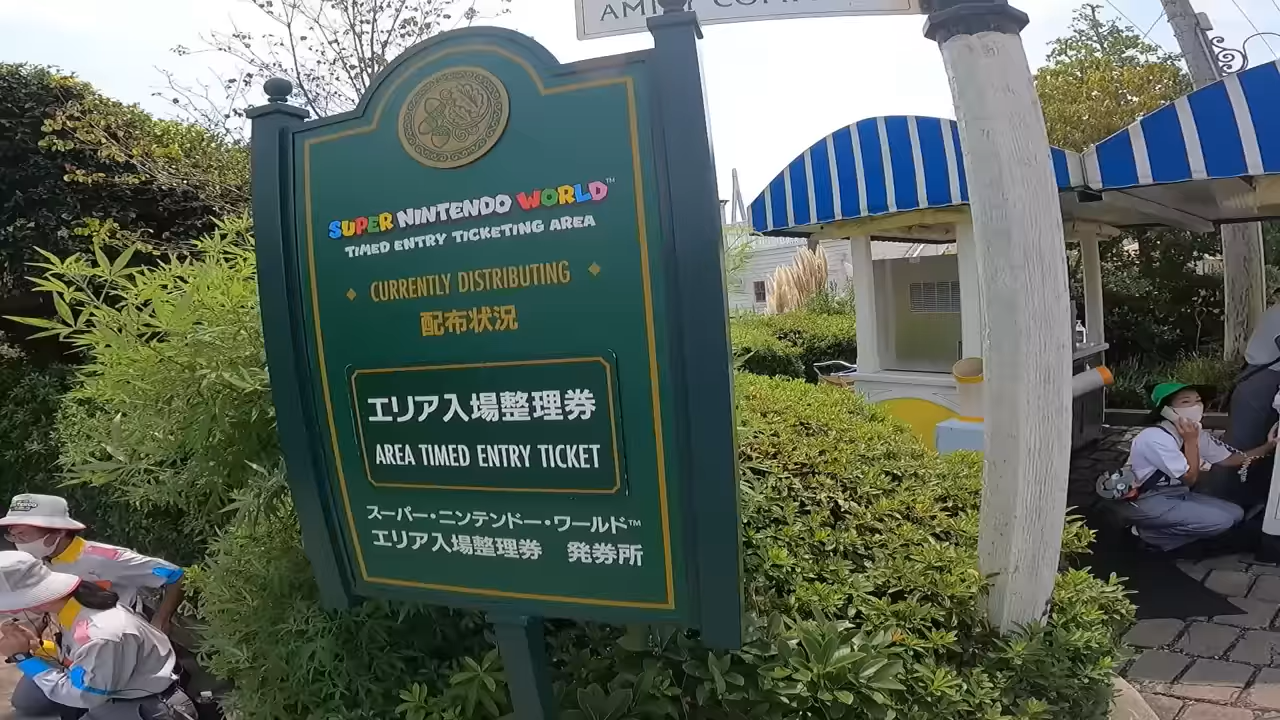 SUPER NINTENDO WORLD™
TIMED ENTRY TICKETING AREA
CURRENTLY DISTRIBUTING
配布状況
エリア入場整理券
AREA TIMED ENTRY TICKET
スーパー・ニンテンドー・ワールド™
エリア入場整理券 発券所